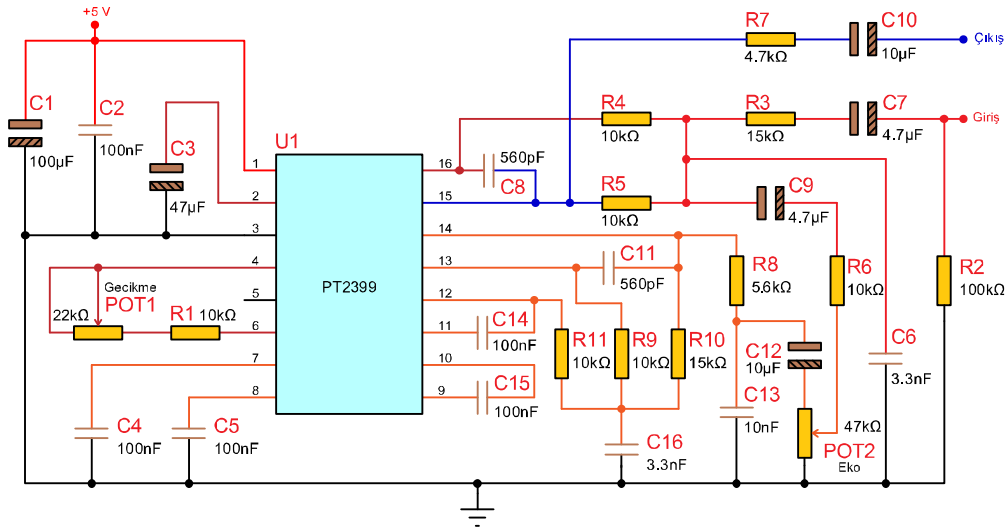 +5 V
R7
4.7kΩ
C10
10µF
Çıkış
C1
100µF
C2
100nF
C3
47µF
U1
R4
10kΩ
R3
15kΩ
C7
4.7µF
Giriş
560pF
C8
R5
10kΩ
C9
4.7µF
1
2
3
4
5
6
7
8
16
15
14
13
12
11
10
9
PT2399
Gecikme
POT1
22kΩ
R1
10kΩ
C11
560pF
R8
5,6kΩ
R6
10kΩ
R2
100kΩ
C14
100nF
R11
10kΩ
R9
10kΩ
R10
15kΩ
C12
10µF
C6
3.3nF
C15
100nF
C13
10nF
47kΩ
POT2
Eko
C4
100nF
C5
100nF
C16
3.3nF